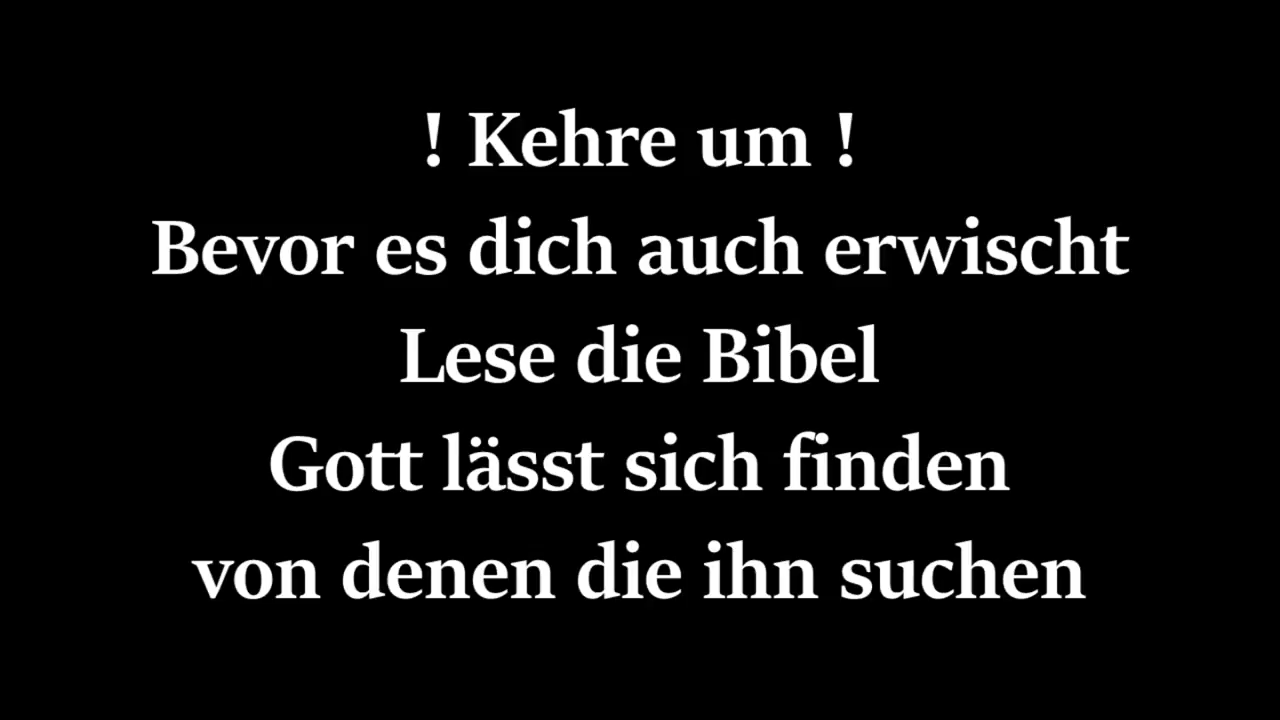 ! Kehre um !
Bevor es dich auch erwischt
Lese die Bibel
Gott lässt sich finden
von denen die ihn suchen